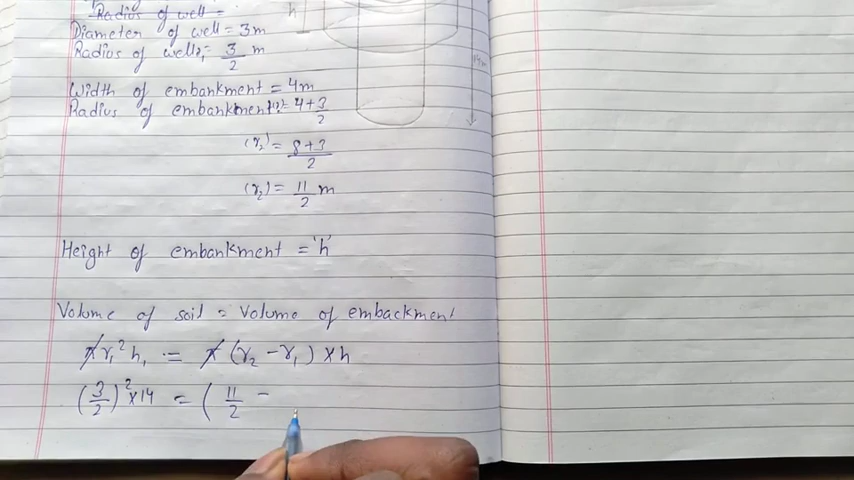 Radius of well =
h
Diameter of well = 3m
Radius of well r₁ = 3/2 m
14m
Width of embankment = 4m
Radius of embankment r₂ = 4+3/2
(r₂) = 8+3/2
(r₂) = 11/2 m
Height of embankment = 'h'
Volume of soil = Volume of embackment
πr₁²h₁ = π(r₂ - r₁) × h
(3/2)² × 14 = (11/2 -